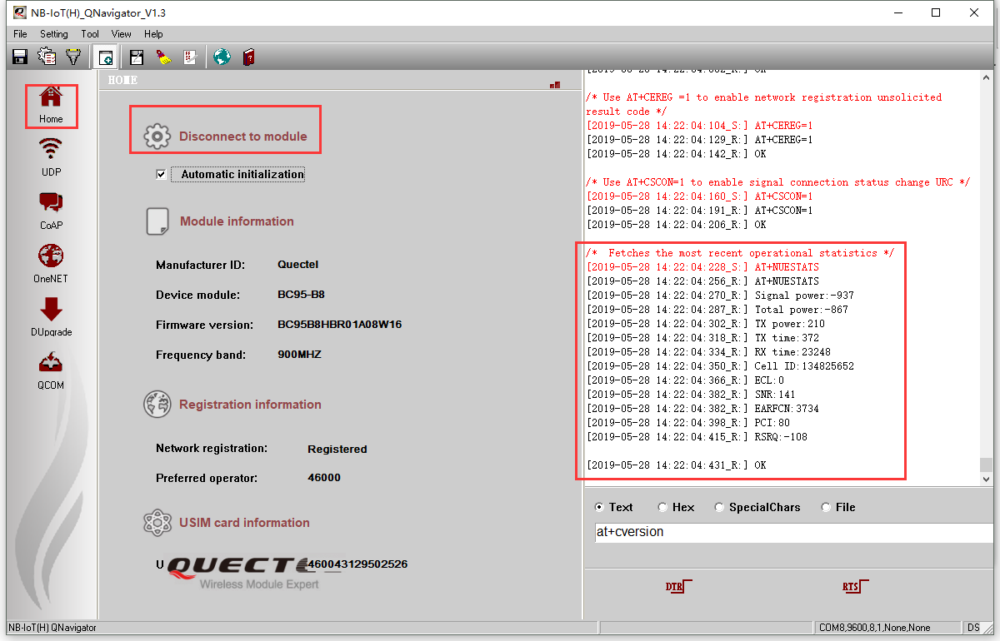 NB-IoT(H)_QNavigator_V1.3
File Setting Tool View Help
HOME
Home
UDP
CoAP
OneNET
DUpgrade
QCOM
Disconnect to module
Automatic initialization
Module information
Manufacturer ID: Quectel
Device module: BC95-B8
Firmware version: BC95B8HBR01A08W16
Frequency band: 900MHZ
Registration information
Network registration: Registered
Preferred operator: 46000
USIM card information
U 460043129502526
QUECTEL
Wireless Module Expert
OK
/* Use AT+CEREG =1 to enable network registration unsolicited
result code */
[2019-05-28 14:22:04:104_S:] AT+CEREG=1
[2019-05-28 14:22:04:129_R:] AT+CEREG=1
[2019-05-28 14:22:04:142_R:] OK
/* Use AT+CSCON=1 to enable signal connection status change URC */
[2019-05-28 14:22:04:160_S:] AT+CSCON=1
[2019-05-28 14:22:04:191_R:] AT+CSCON=1
[2019-05-28 14:22:04:206_R:] OK
/* Fetches the most recent operational statistics */
[2019-05-28 14:22:04:228_S:] AT+NUESTATS
[2019-05-28 14:22:04:256_R:] AT+NUESTATS
[2019-05-28 14:22:04:270_R:] Signal power:-937
[2019-05-28 14:22:04:287_R:] Total power:-867
[2019-05-28 14:22:04:302_R:] TX power:210
[2019-05-28 14:22:04:318_R:] TX time:372
[2019-05-28 14:22:04:334_R:] RX time:23248
[2019-05-28 14:22:04:350_R:] Cell ID:134825652
[2019-05-28 14:22:04:366_R:] ECL:0
[2019-05-28 14:22:04:382_R:] SNR:141
[2019-05-28 14:22:04:382_R:] EARFCN:3734
[2019-05-28 14:22:04:398_R:] PCI:80
[2019-05-28 14:22:04:415_R:] RSRQ:-108
[2019-05-28 14:22:04:431_R:] OK
Text Hex SpecialChars File
at+cversion
DTR RTS
NB-IoT(H) QNavigator
COM8,9600,8,1,None,None DS